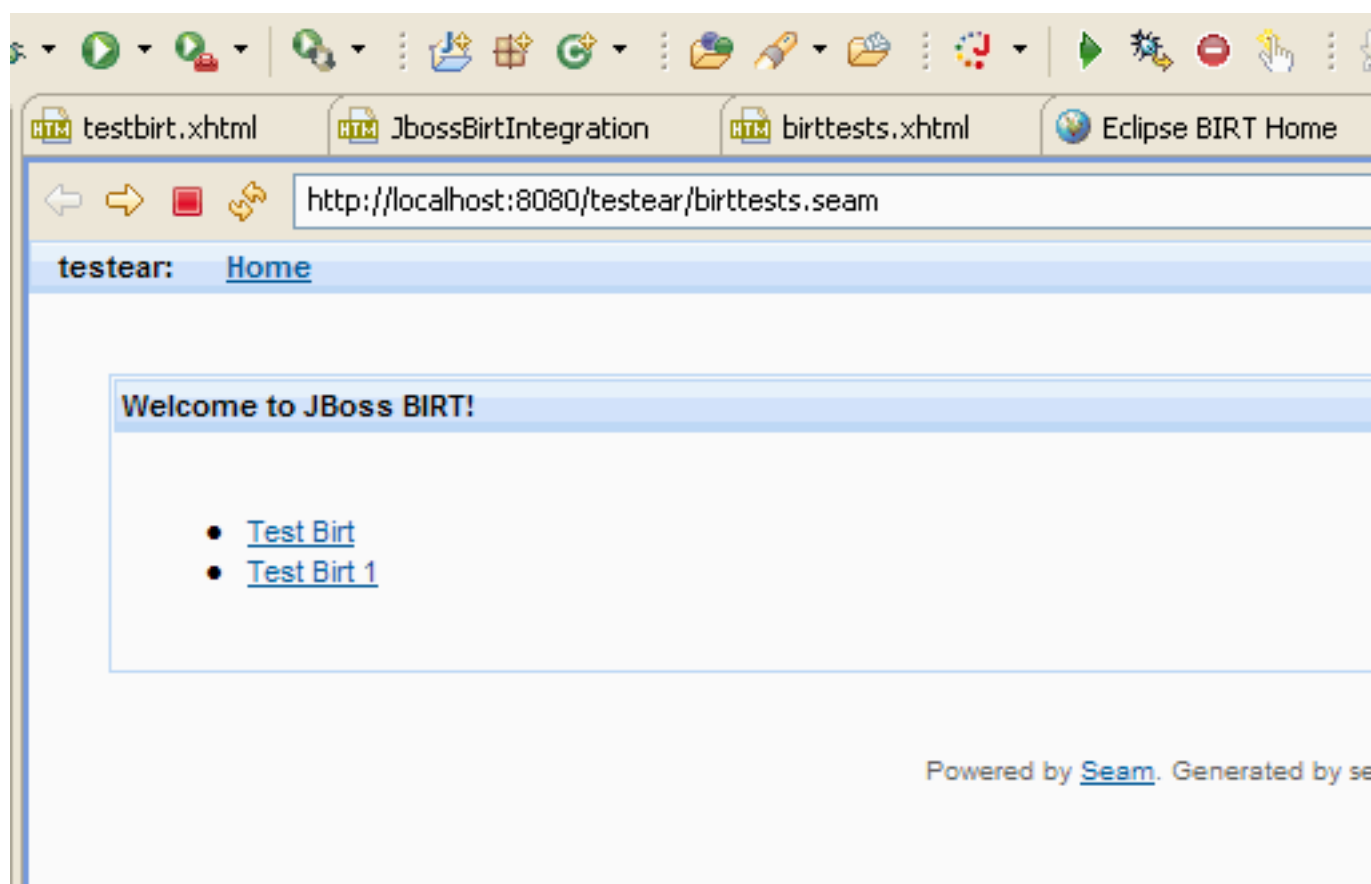 testbirt.xhtml JbossBirtIntegration birttests.xhtml Eclipse BIRT Home
http://localhost:8080/testear/birttests.seam
testear: Home
Welcome to JBoss BIRT!
• Test Birt
• Test Birt 1
Powered by Seam. Generated by se